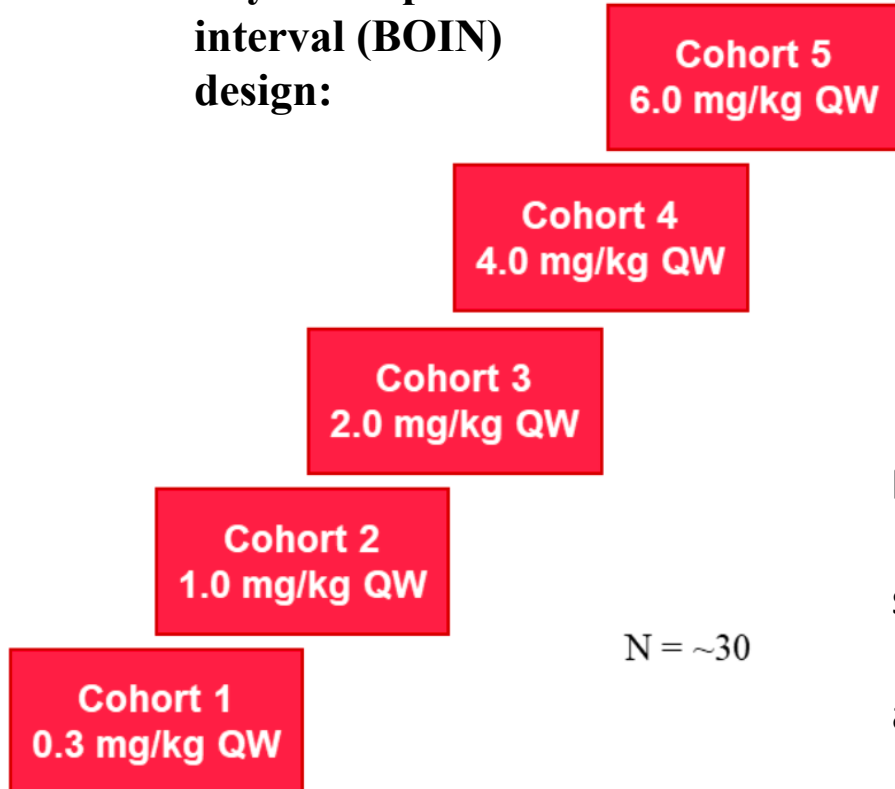 interval (BOIN)
design:
Cohort 5
6.0 mg/kg QW
Cohort 4
4.0 mg/kg QW
Cohort 3
2.0 mg/kg QW
Cohort 2
1.0 mg/kg QW
N = ~30
Cohort 1
0.3 mg/kg QW